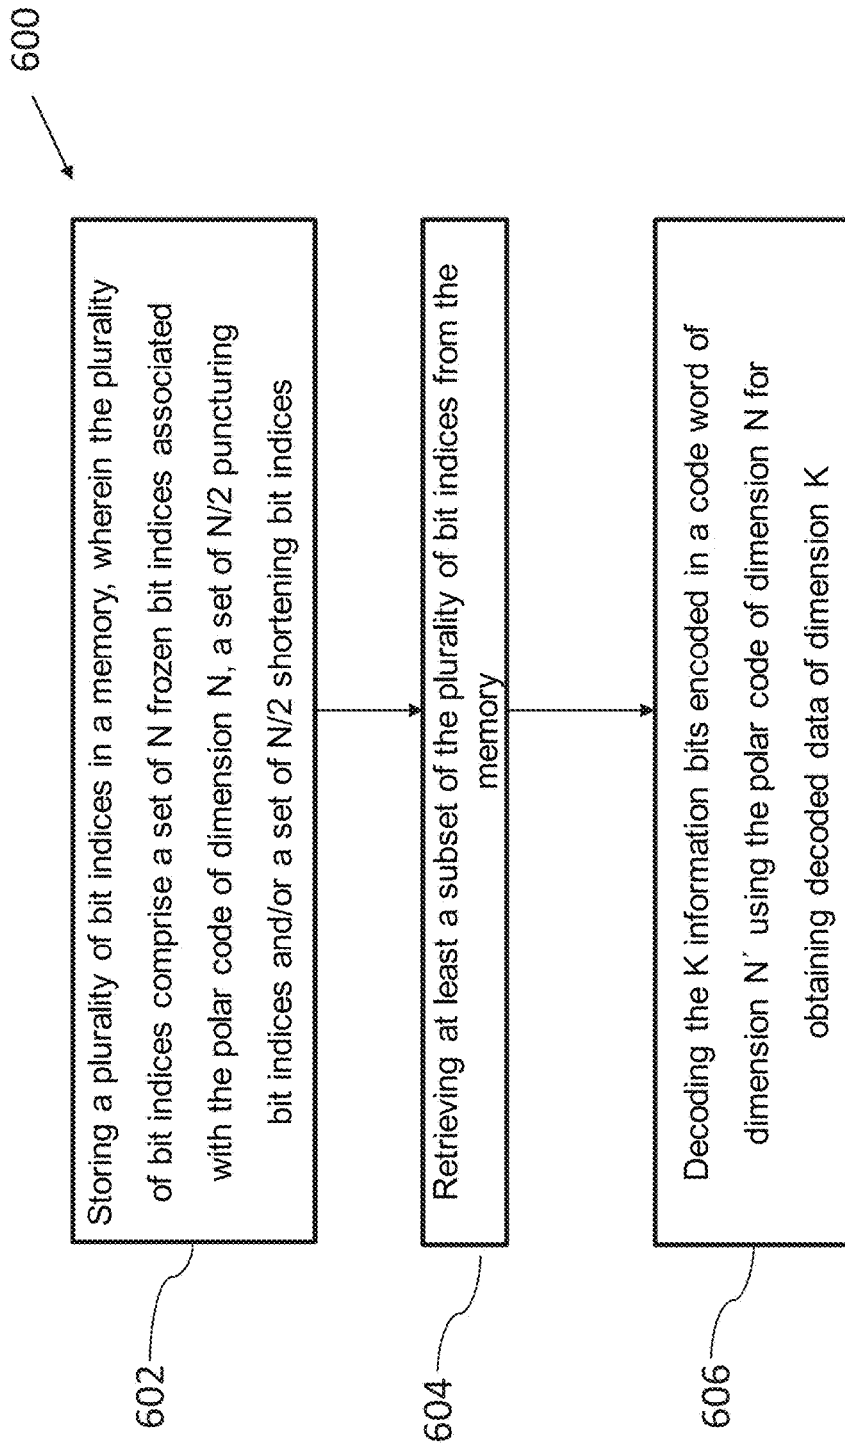 600
602
Storing a plurality of bit indices in a memory, wherein the plurality
of bit indices comprise a set of N frozen bit indices associated
with the polar code of dimension N, a set of N/2 puncturing
bit indices and/or a set of N/2 shortening bit indices
604
Retrieving at least a subset of the plurality of bit indices from the
memory
606
Decoding the K information bits encoded in a code word of
dimension N´ using the polar code of dimension N for
obtaining decoded data of dimension K